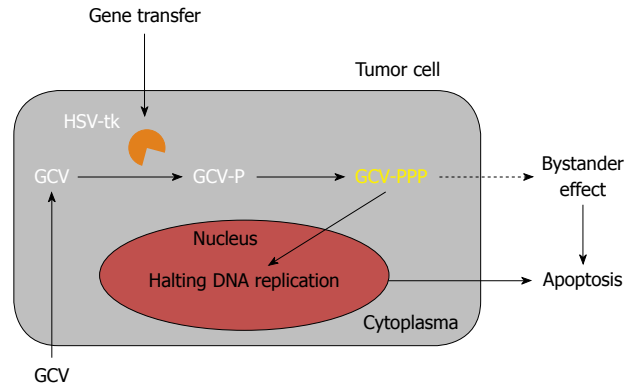 Gene transfer
Tumor cell
HSV-tk
GCV
GCV-P
GCV-PPP
Bystander
effect
Nucleus
Halting DNA replication
Apoptosis
Cytoplasma
GCV